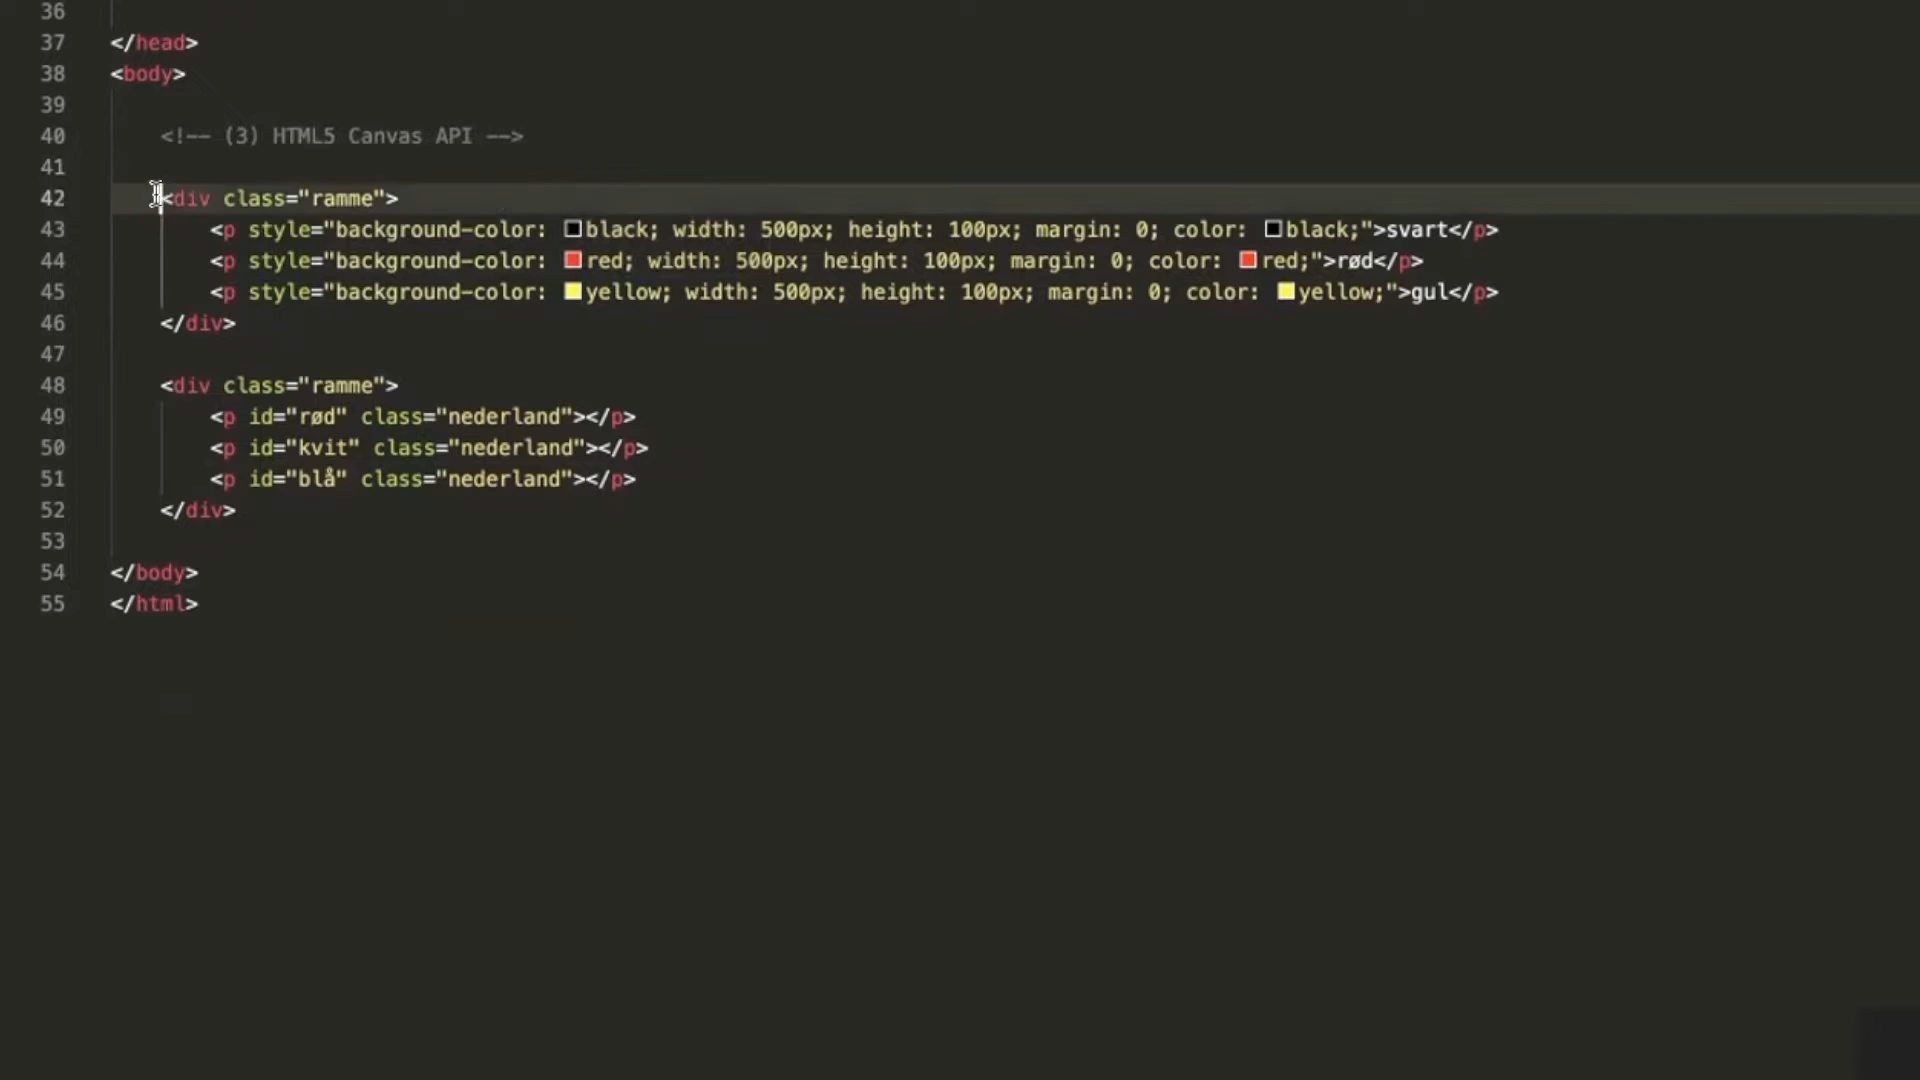 36
37 </head>
38 <body>
39
40 <!-- (3) HTML5 Canvas API -->
41
42 <div class="ramme">
43 <p style="background-color: black; width: 500px; height: 100px; margin: 0; color: black;">svart</p>
44 <p style="background-color: red; width: 500px; height: 100px; margin: 0; color: red;">rød</p>
45 <p style="background-color: yellow; width: 500px; height: 100px; margin: 0; color: yellow;">gul</p>
46 </div>
47
48 <div class="ramme">
49 <p id="rød" class="nederland"></p>
50 <p id="kvit" class="nederland"></p>
51 <p id="blå" class="nederland"></p>
52 </div>
53
54 </body>
55 </html>